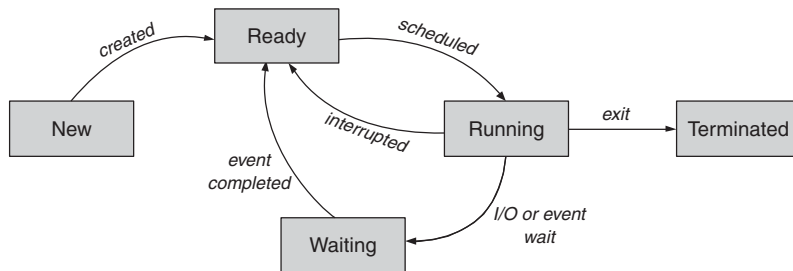 created
Ready
scheduled
New
interrupted
Running
exit
Terminated
event
completed
Waiting
I/O or event
wait